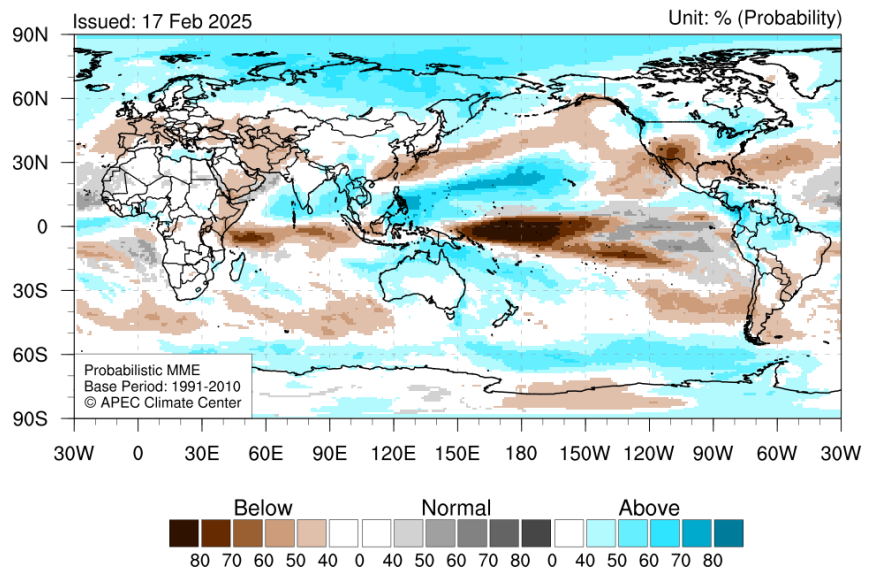 Issued: 17 Feb 2025 Unit: % (Probability)
90N
60N
30N
0
30S
60S
90S
Probabilistic MME
Base Period: 1991-2010
© APEC Climate Center
30W 0 30E 60E 90E 120E 150E 180W 150W 120W 90W 60W 30W
Below Normal Above
80 70 60 50 40 0 40 50 60 70 80 0 40 50 60 70 80